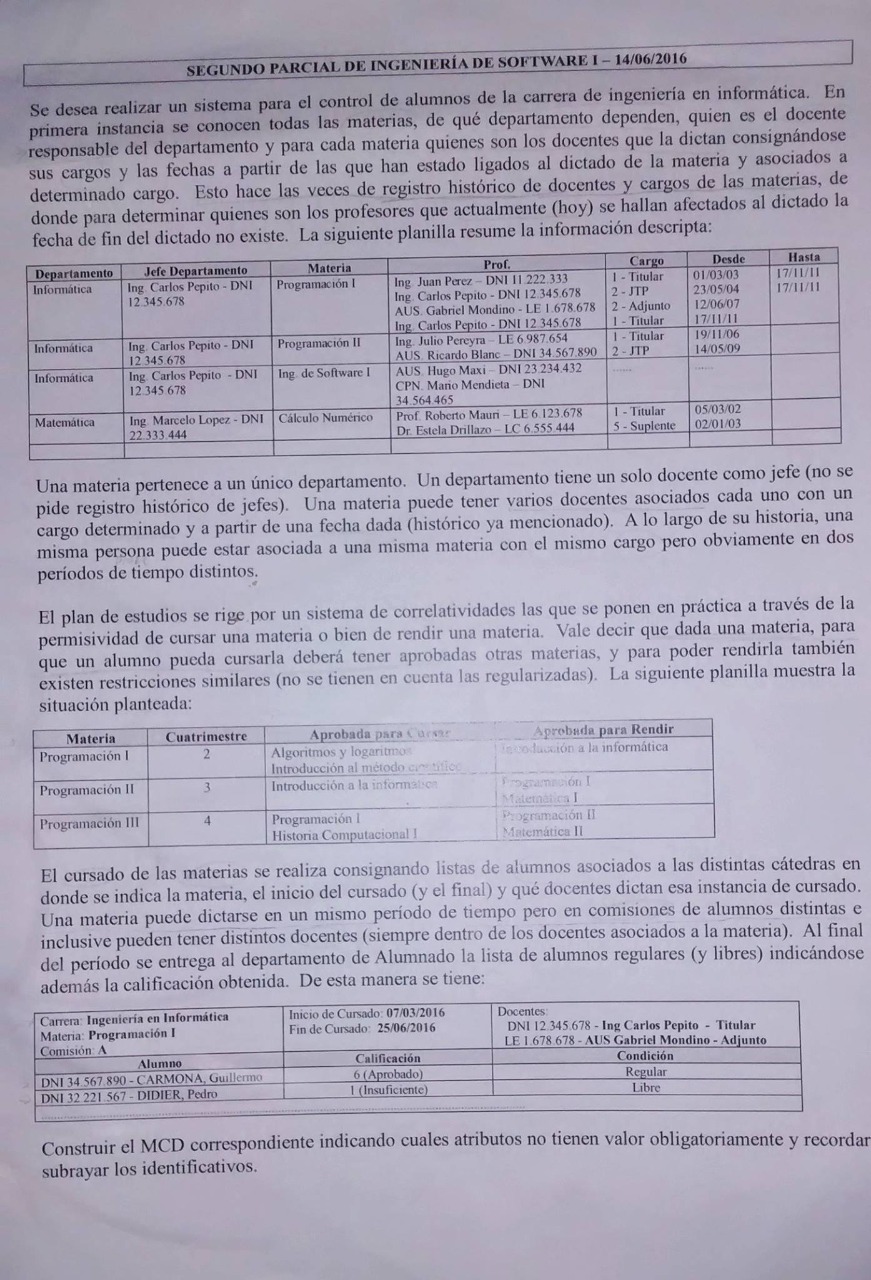 SEGUNDO PARCIAL DE INGENIERÍA DE SOFTWARE I – 14/06/2016
Se desea realizar un sistema para el control de alumnos de la carrera de ingeniería en informática. En
primera instancia se conocen todas las materias, de qué departamento dependen, quien es el docente
responsable del departamento y para cada materia quienes son los docentes que la dictan consignándose
sus cargos y las fechas a partir de las que han estado ligados al dictado de la materia y asociados a
determinado cargo. Esto hace las veces de registro histórico de docentes y cargos de las materias, de
donde para determinar quienes son los profesores que actualmente (hoy) se hallan afectados al dictado la
fecha de fin del dictado no existe. La siguiente planilla resume la información descripta:
Departamento Jefe Departamento Materia Prof. Cargo Desde Hasta
Informática Ing. Carlos Pepito - DNI Programación I Ing. Juan Perez – DNI 11.222.333 1 - Titular 01/03/03 17/11/11
12.345.678 Ing. Carlos Pepito - DNI 12.345.678 2 - JTP 23/05/04 17/11/11
AUS. Gabriel Mondino - LE 1.678.678 2 - Adjunto 12/06/07
Ing. Carlos Pepito - DNI 12.345.678 1 - Titular 17/11/11
Informática Ing. Carlos Pepito - DNI Programación II Ing. Julio Pereyra – LE 6.987.654 1 - Titular 19/11/06
12.345.678 AUS. Ricardo Blanc – DNI 34.567.890 2 - JTP 14/05/09
Informática Ing. Carlos Pepito - DNI Ing. de Software I AUS. Hugo Maxi – DNI 23.234.432 ...... ......
12.345.678 CPN. Mario Mendieta – DNI
34.564.465
Matemática Ing. Marcelo Lopez - DNI Cálculo Numérico Prof. Roberto Mauri – LE 6.123.678 1 - Titular 05/03/02
22.333.444 Dr. Estela Drillazo – LC 6.555.444 5 - Suplente 02/01/03
Una materia pertenece a un único departamento. Un departamento tiene un solo docente como jefe (no se
pide registro histórico de jefes). Una materia puede tener varios docentes asociados cada uno con un
cargo determinado y a partir de una fecha dada (histórico ya mencionado). A lo largo de su historia, una
misma persona puede estar asociada a una misma materia con el mismo cargo pero obviamente en dos
períodos de tiempo distintos.
El plan de estudios se rige por un sistema de correlatividades las que se ponen en práctica a través de la
permisividad de cursar una materia o bien de rendir una materia. Vale decir que dada una materia, para
que un alumno pueda cursarla deberá tener aprobadas otras materias, y para poder rendirla también
existen restricciones similares (no se tienen en cuenta las regularizadas). La siguiente planilla muestra la
situación planteada:
Materia Cuatrimestre Aprobada para Cursar Aprobada para Rendir
Programación I 2 Algoritmos y logaritmos Introducción a la informática
Introducción al método científico
Programación II 3 Introducción a la informática Programación I
Matemática I
Programación III 4 Programación I Programación II
Historia Computacional I Matemática II
El cursado de las materias se realiza consignando listas de alumnos asociados a las distintas cátedras en
donde se indica la materia, el inicio del cursado (y el final) y qué docentes dictan esa instancia de cursado.
Una materia puede dictarse en un mismo período de tiempo pero en comisiones de alumnos distintas e
inclusive pueden tener distintos docentes (siempre dentro de los docentes asociados a la materia). Al final
del período se entrega al departamento de Alumnado la lista de alumnos regulares (y libres) indicándose
además la calificación obtenida. De esta manera se tiene:
Carrera: Ingeniería en Informática Inicio de Cursado: 07/03/2016 Docentes:
Materia: Programación I Fin de Cursado: 25/06/2016 DNI 12.345.678 - Ing Carlos Pepito - Titular
Comisión: A LE 1.678.678 - AUS Gabriel Mondino - Adjunto
Alumno Calificación Condición
DNI 34.567.890 - CARMONA, Guillermo 6 (Aprobado) Regular
DNI 32.221.567 - DIDIER, Pedro 1 (Insuficiente) Libre
Construir el MCD correspondiente indicando cuales atributos no tienen valor obligatoriamente y recordar
subrayar los identificativos.